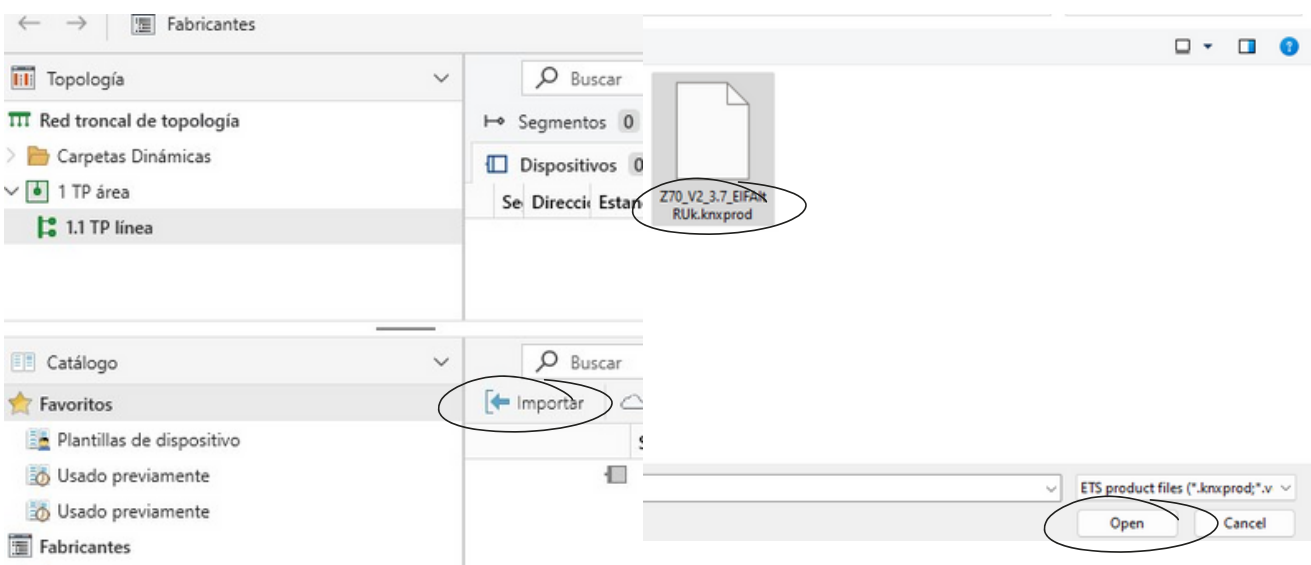 Fabricantes
Topología
Red troncal de topología
Carpetas Dinámicas
1 TP área
1.1 TP línea
Buscar
Segmentos 0
Dispositivos 0
Se Direcci Estan
Catálogo
Favoritos
Plantillas de dispositivo
Usado previamente
Usado previamente
Fabricantes
Buscar
Importar
S
Z70_V2_3.7_EIFAlt
RUk.knxprod
ETS product files (*.knxprod;*.v
Open
Cancel